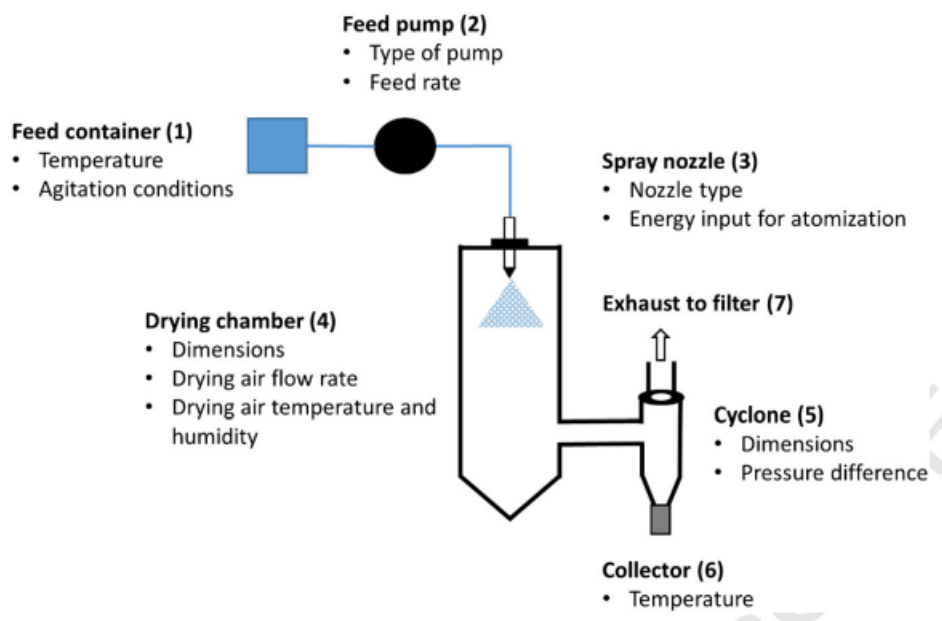 Feed pump (2)
• Type of pump
• Feed rate
Feed container (1)
• Temperature
• Agitation conditions
Spray nozzle (3)
• Nozzle type
• Energy input for atomization
Exhaust to filter (7)
Drying chamber (4)
• Dimensions
• Drying air flow rate
• Drying air temperature and
humidity
Cyclone (5)
• Dimensions
• Pressure difference
Collector (6)
• Temperature